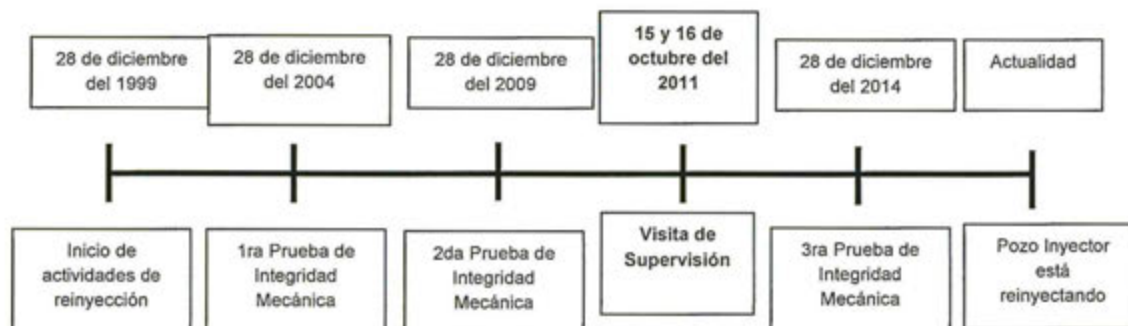 28 de diciembre
del 1999
28 de diciembre
del 2004
28 de diciembre
del 2009
15 y 16 de
octubre del
2011
28 de diciembre
del 2014
Actualidad
Inicio de
actividades de
reinyección
1ra Prueba de
Integridad
Mecánica
2da Prueba de
Integridad
Mecánica
Visita de
Supervisión
3ra Prueba de
Integridad
Mecánica
Pozo Inyector
está
reinyectando